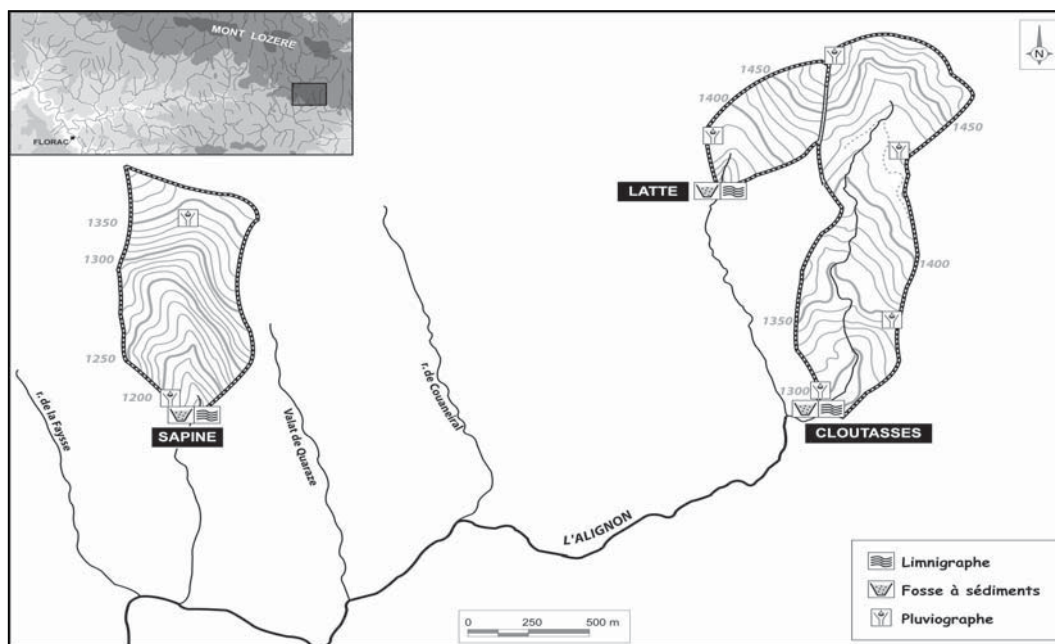 MONT LOZERE
FLORAC
N
1450
1400
1450
LATTE
1350
1300
1400
1350
1250
1200
1300
SAPINE
CLOUTASSES
r. de la Faysse
Valat de Quaraze
r. de Couaneiral
L'ALIGNON
Limnigraphe
Fosse à sédiments
Pluviographe
0 250 500 m